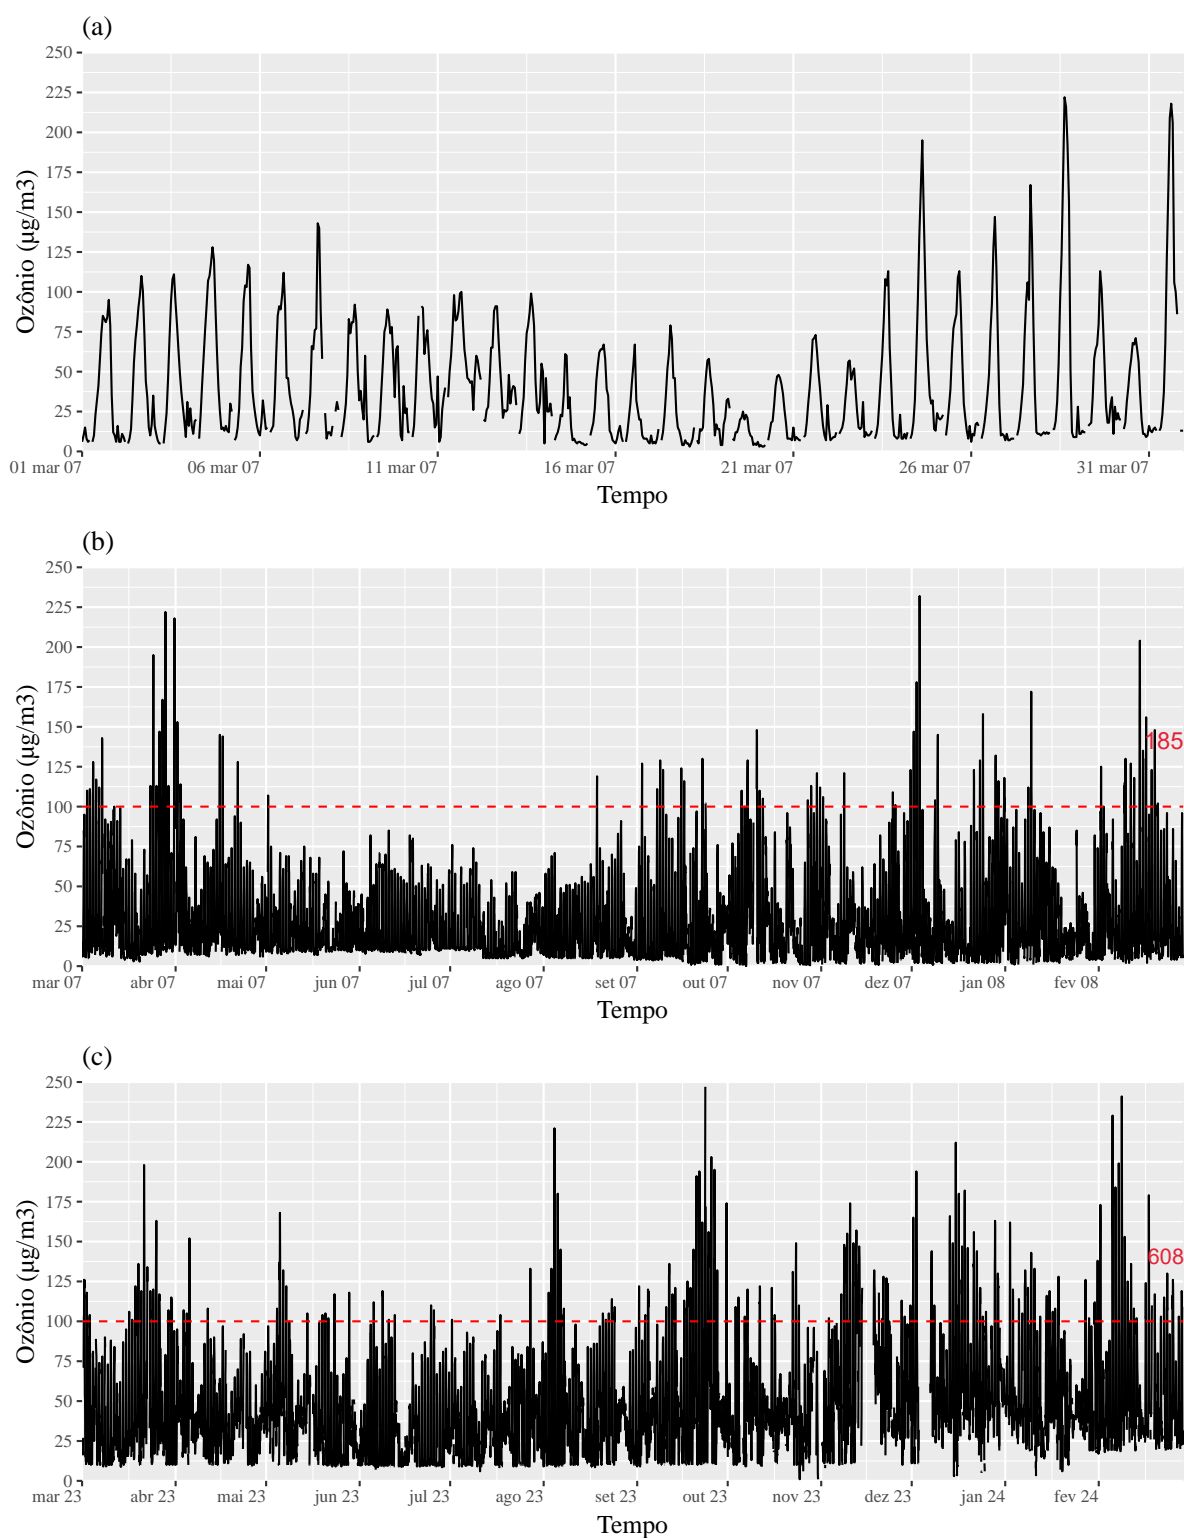 (a)
250
225
200
175
150
125
100
75
50
25
0
Ozônio (µg/m3)
01 mar 07 06 mar 07 11 mar 07 16 mar 07 21 mar 07 26 mar 07 31 mar 07
Tempo
(b)
250
225
200
175
150
125
100
75
50
25
0
Ozônio (µg/m3)
185
mar 07 abr 07 mai 07 jun 07 jul 07 ago 07 set 07 out 07 nov 07 dez 07 jan 08 fev 08
Tempo
(c)
250
225
200
175
150
125
100
75
50
25
0
Ozônio (µg/m3)
608
mar 23 abr 23 mai 23 jun 23 jul 23 ago 23 set 23 out 23 nov 23 dez 23 jan 24 fev 24
Tempo